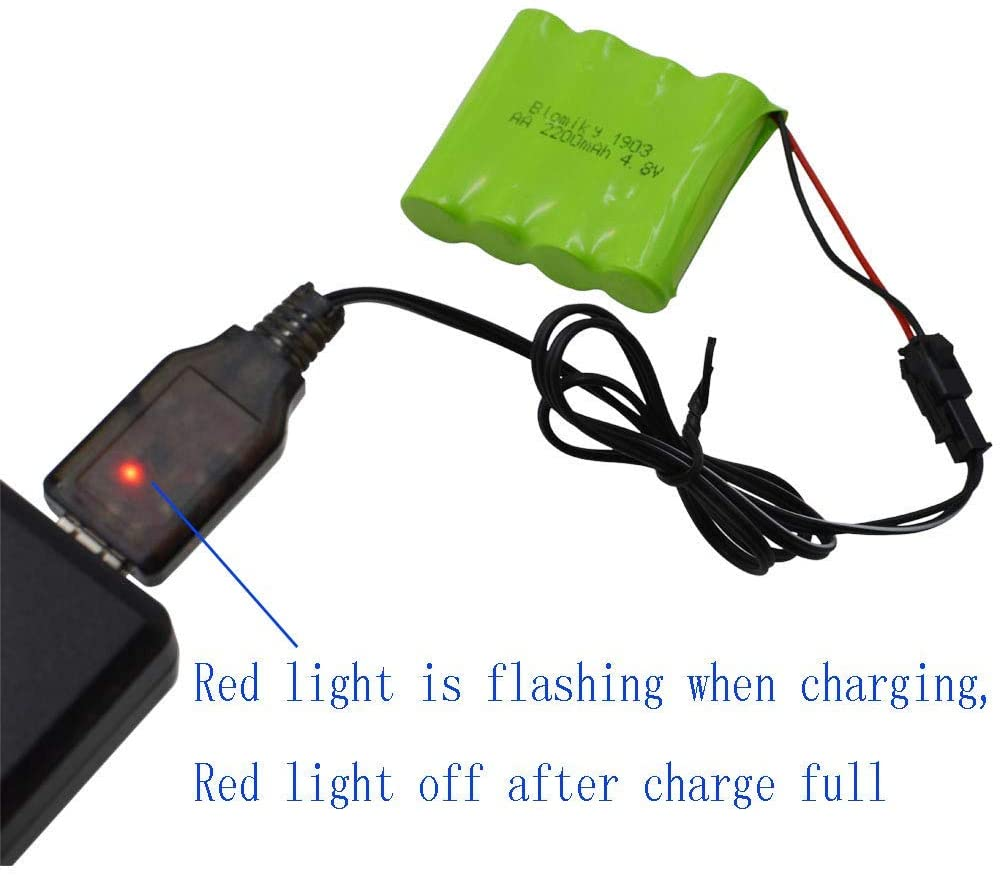 Blomiky 1903
AA 2200mAh 4.8V
Red light is flashing when charging,
Red light off after charge full